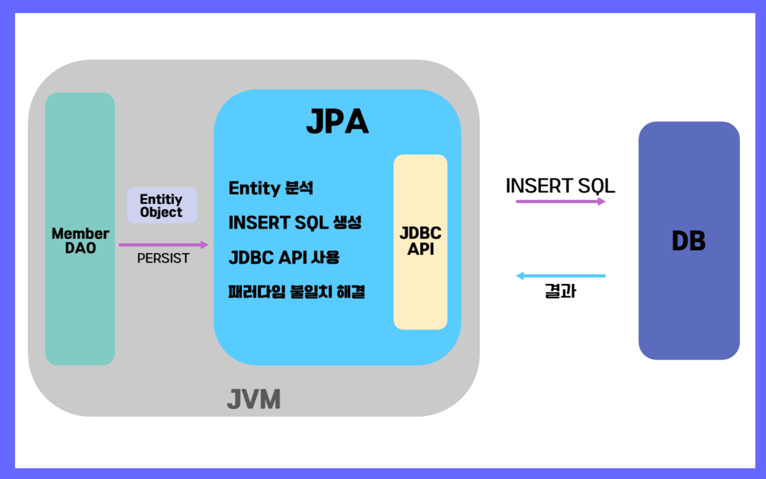 JPA
Entitiy
Object
Member
DAO
PERSIST
Entity 분석
INSERT SQL 생성
JDBC API 사용
패러다임 불일치 해결
JDBC
API
INSERT SQL
DB
결과
JVM